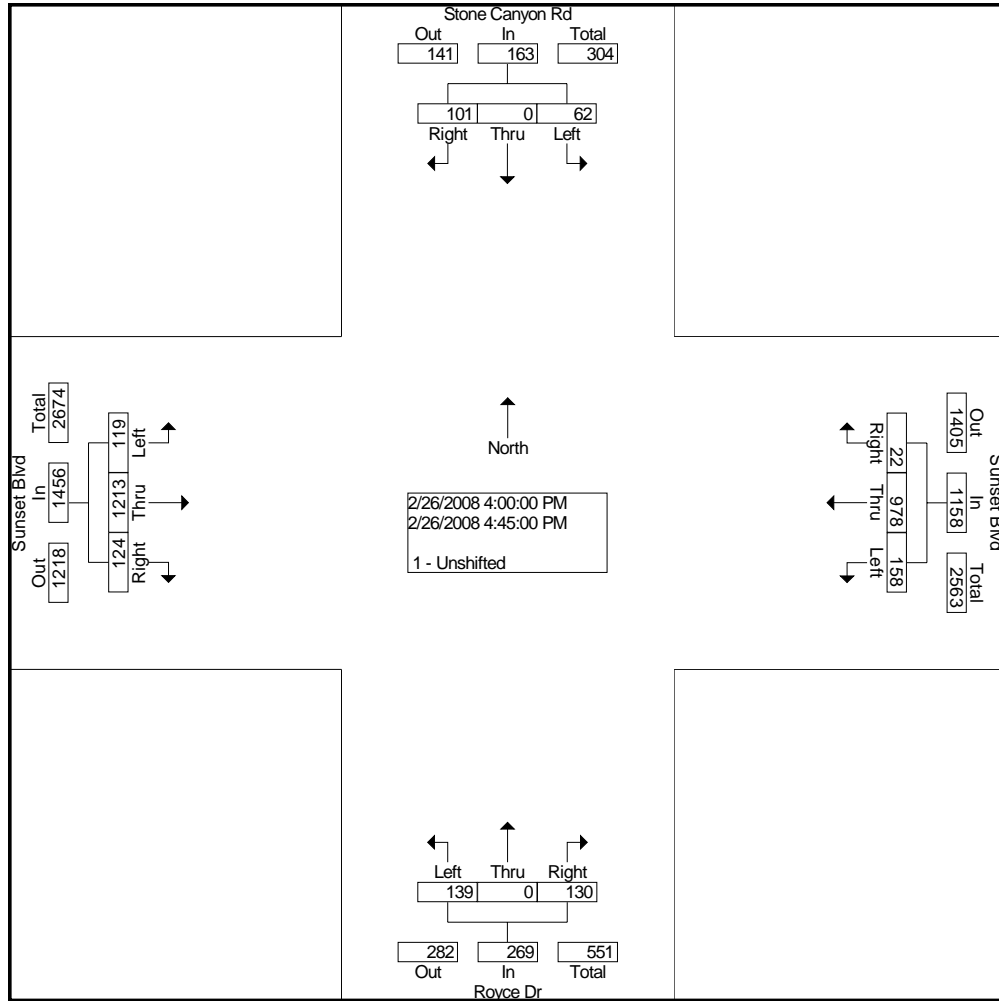 Stone Canyon Rd
Out In Total
141 163 304
101 0 62
Right Thru Left
Sunset Blvd
Total In Out
2674 1456 1218
119 1213 124
Left Thru Right
North
2/26/2008 4:00:00 PM
2/26/2008 4:45:00 PM
1 - Unshifted
Right Thru Left
22 978 158
1405 1158 2563
Out In Total
Sunset Blvd
Left Thru Right
139 0 130
282 269 551
Out In Total
Royce Dr